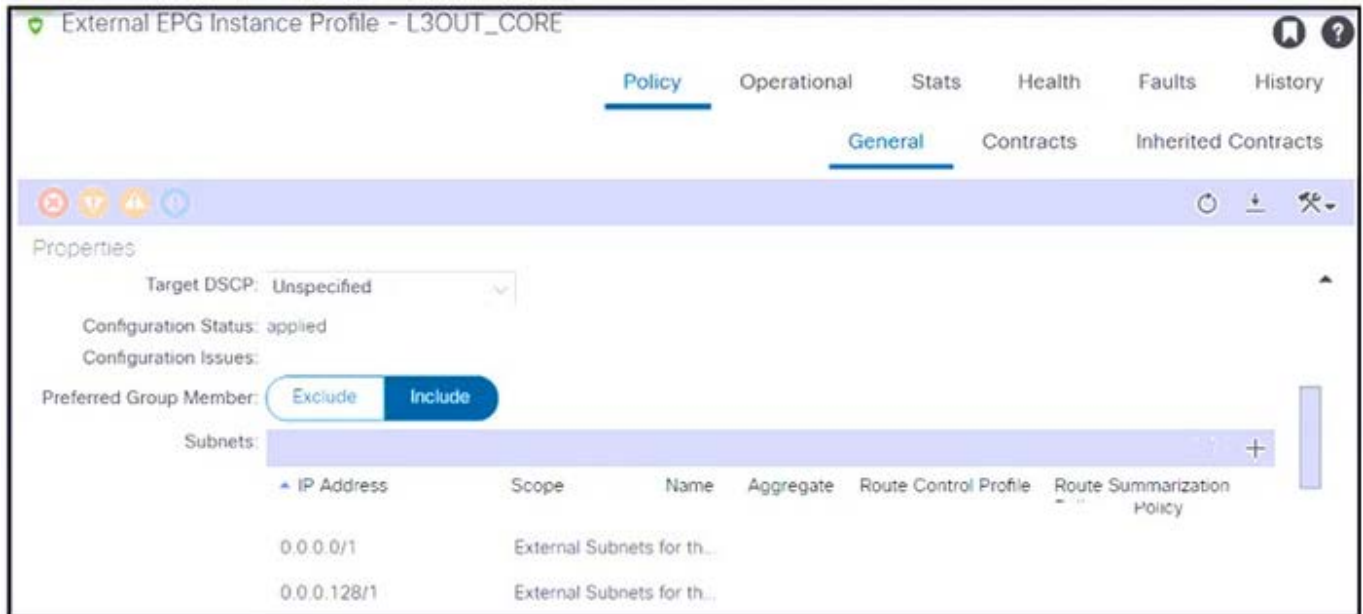 External EPG Instance Profile - L3OUT_CORE
Policy Operational Stats Health Faults History
General Contracts Inherited Contracts
Properties
Target DSCP: Unspecified
Configuration Status: applied
Configuration Issues:
Preferred Group Member: Exclude Include
Subnets:
IP Address Scope Name Aggregate Route Control Profile Route Summarization
Policy
0.0.0.0/1 External Subnets for th...
0.0.0.128/1 External Subnets for th...